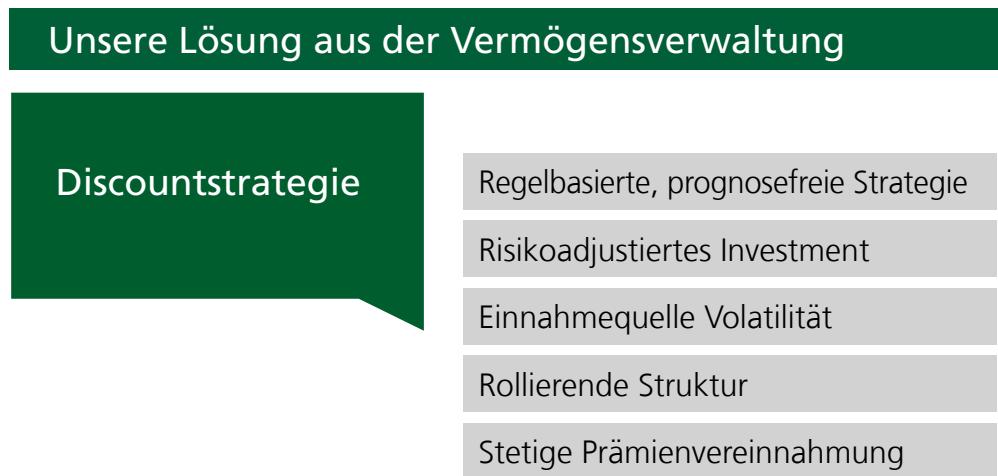 Unsere Lösung aus der Vermögensverwaltung
Discountstrategie
Regelbasierte, prognosefreie Strategie
Risikoadjustiertes Investment
Einnahmequelle Volatilität
Rollierende Struktur
Stetige Prämienvereinnahmung